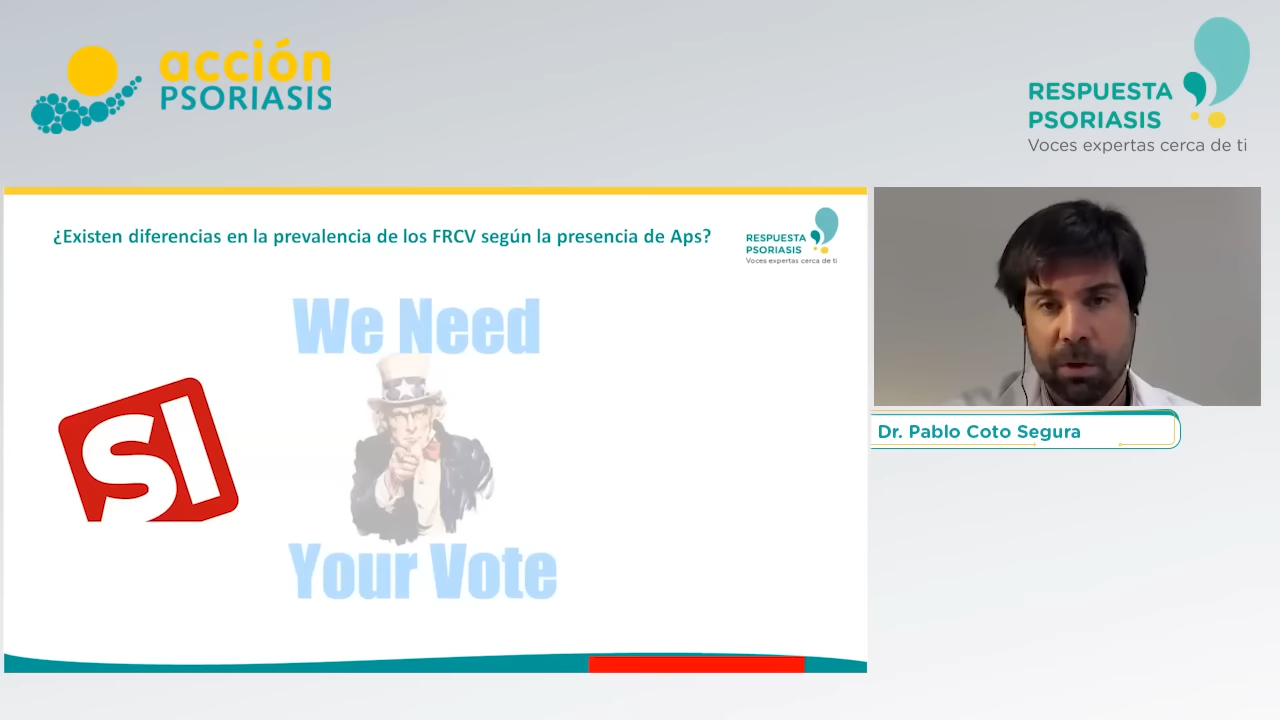 acción
PSORIASIS
RESPUESTA
PSORIASIS
Voces expertas cerca de ti
¿Existen diferencias en la prevalencia de los FRCV según la presencia de Aps?
RESPUESTA
PSORIASIS
Voces expertas cerca de ti
We Need
SI
Your Vote
Dr. Pablo Coto Segura